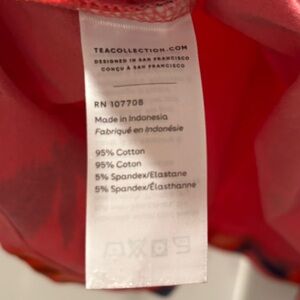 TEACOLLECTION.COM
DESIGNED IN SAN FRANCISCO
CONÇU À SAN FRANCISCO
RN 107708
Made in Indonesia
Fabriqué en Indonésie
95% Cotton
95% Coton
5% Spandex/Elastane
5% Spandex/Élasthanne